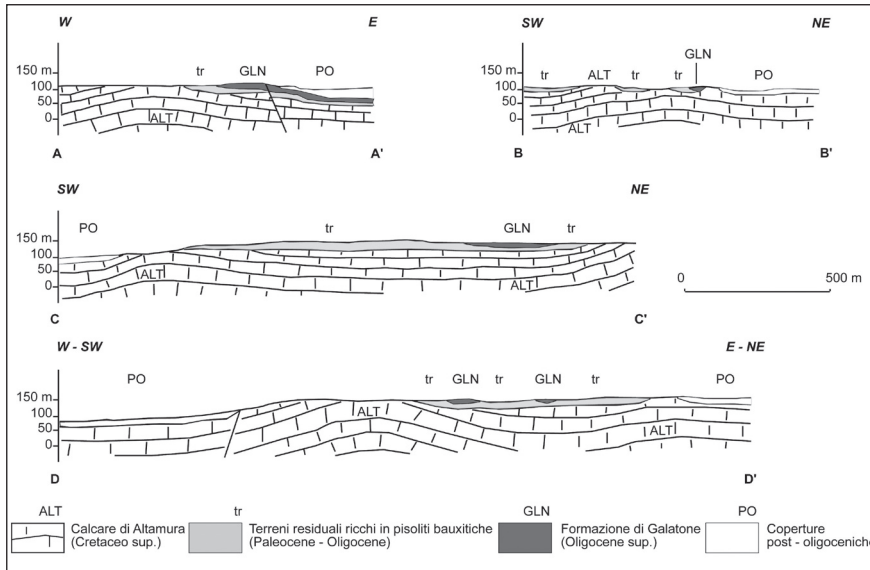 W E SW NE
tr GLN PO tr ALT tr GLN PO
150 m 150 m
100 100
50 50
0 0
ALT ALT
A A' B B'
SW NE
PO tr GLN tr
150 m
100
50
0
ALT ALT
0 500 m
C C'
W - SW E - NE
PO tr GLN tr GLN tr PO
150 m
100
50
0
ALT ALT
D D'
ALT tr GLN PO
Calcare di Altamura
(Cretaceo sup.)
Terreni residuali ricchi in pisoliti bauxitiche
(Paleocene - Oligocene)
Formazione di Galatone
(Oligocene sup.)
Coperture
post - oligoceniche